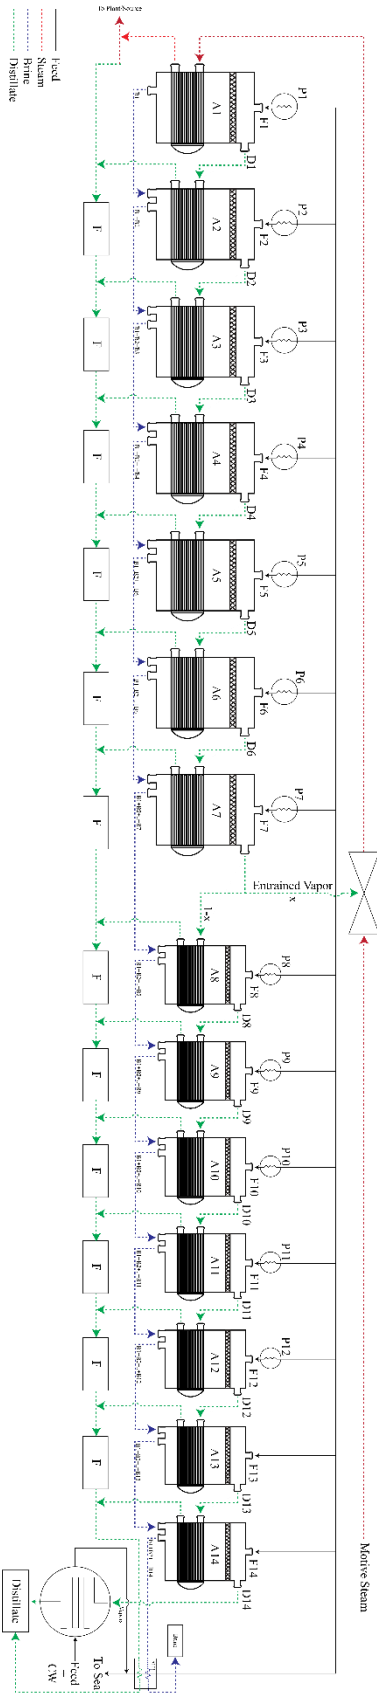 To Plant/Source
Feed
Steam
Brine
Distillate
P1
F1
A1
D1
P2
F2
A2
D2
F
P3
F3
A3
D3
P4
F4
A4
D4
F
P5
F5
A5
D5
F
P6
F6
A6
D6
F
P7
F7
A7
F
Entrained Vapor
x
1-x
P8
F8
A8
D8
F
P9
F9
A9
D9
F
P10
F10
A10
D10
F
P11
F11
A11
D11
F
P12
F12
A12
D12
F
F13
A13
D13
F
F14
A14
D14
Motive Steam
To Sea
Feed
CW
Distillate